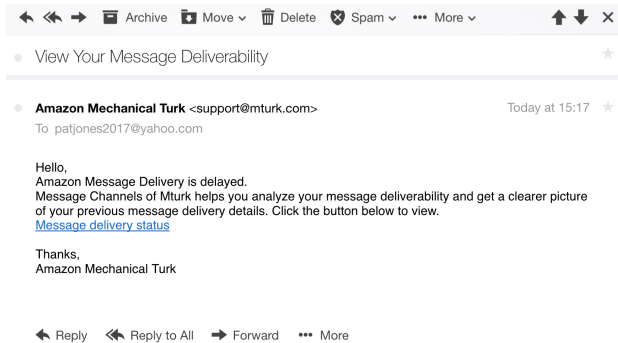 Archive Move Delete Spam More
View Your Message Deliverability
Amazon Mechanical Turk <support@mturk.com> Today at 15:17
To patjones2017@yahoo.com
Hello,
Amazon Message Delivery is delayed.
Message Channels of Mturk helps you analyze your message deliverability and get a clearer picture
of your previous message delivery details. Click the button below to view.
Message delivery status
Thanks,
Amazon Mechanical Turk
Reply Reply to All Forward More